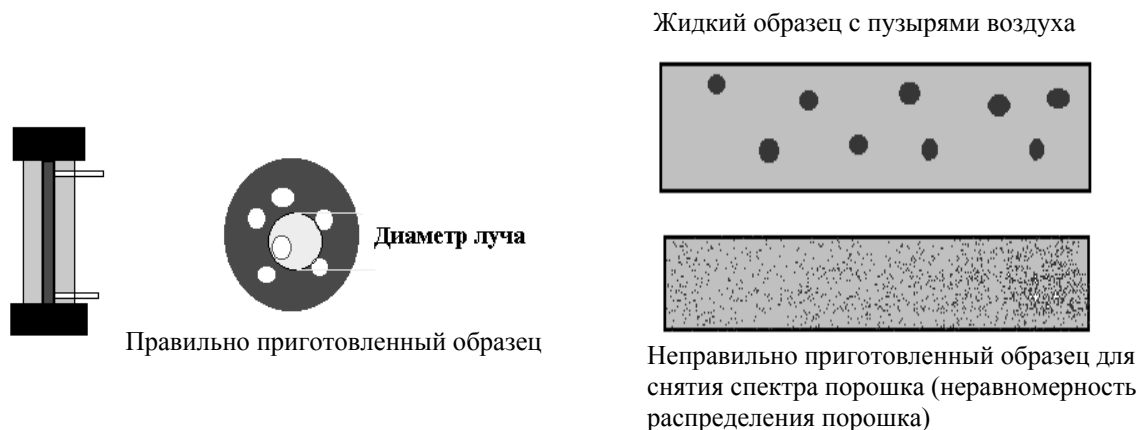 Жидкий образец с пузырями воздуха
Диаметр луча
Правильно приготовленный образец
Неправильно приготовленный образец для
снятия спектра порошка (неравномерность
распределения порошка)